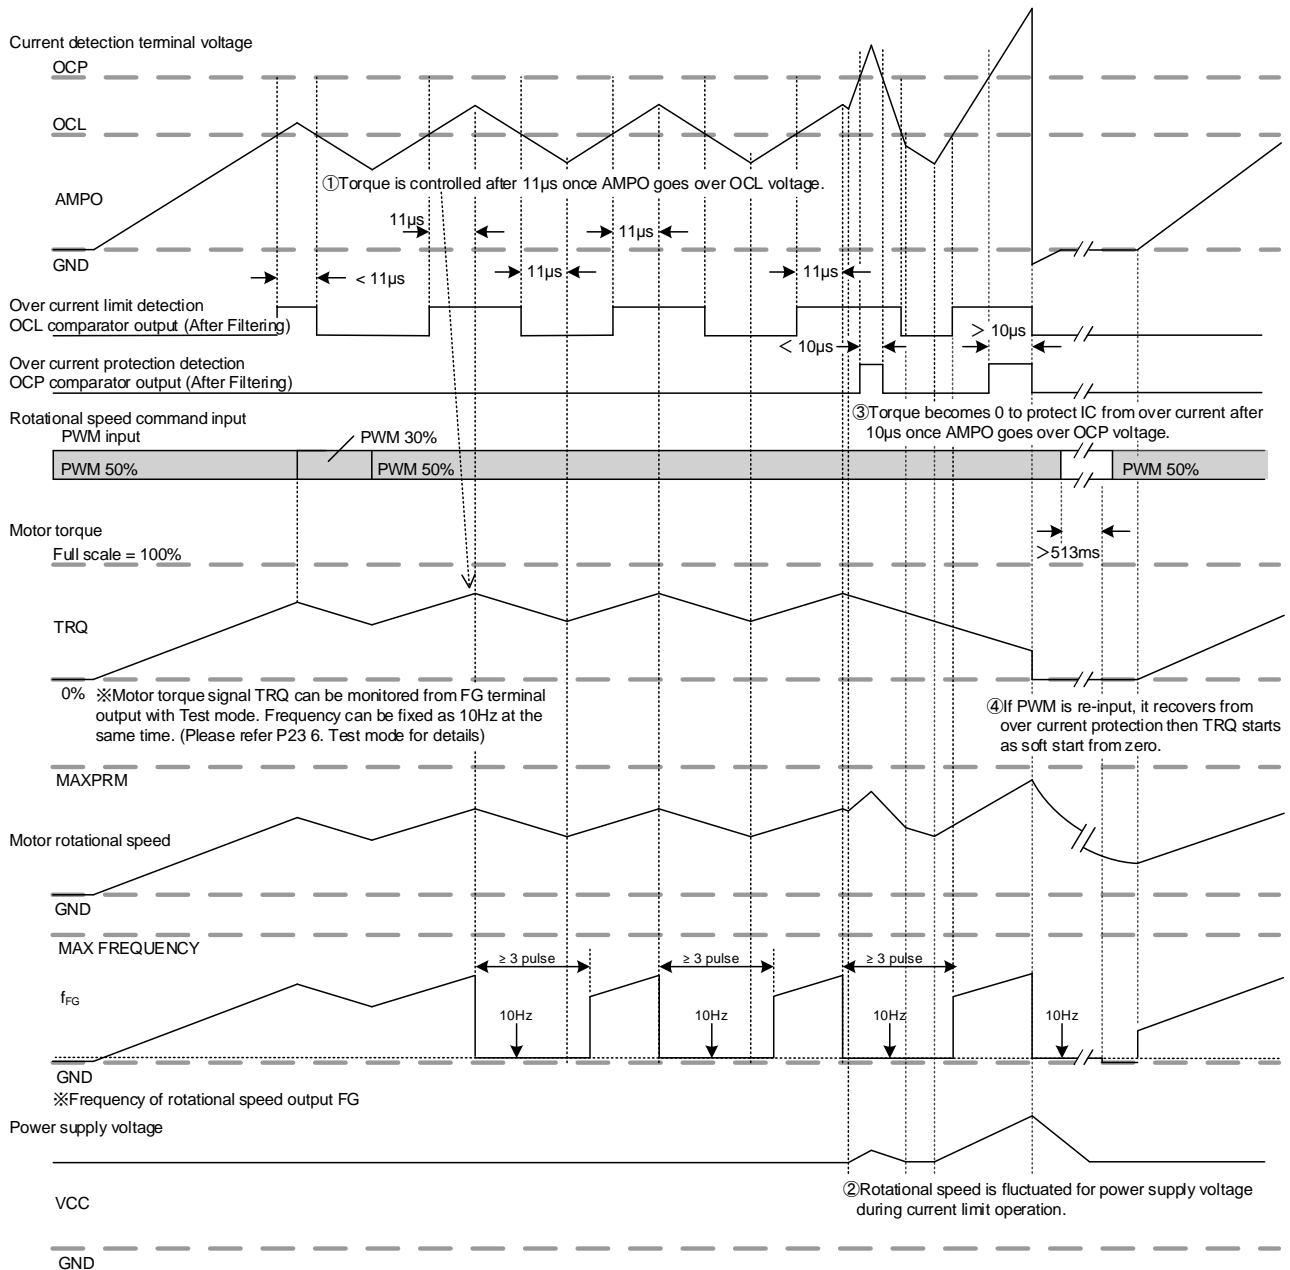 Current detection terminal voltage
OCP
OCL
①Torque is controlled after 11μs once AMPO goes over OCL voltage.
AMPO
11μs
11μs
GND
< 11μs
11μs
11μs
Over current limit detection
OCL comparator output (After Filtering)
＞ 10μs
＜ 10μs
Over current protection detection
OCP comparator output (After Filtering)
③Torque becomes 0 to protect IC from over current after
10μs once AMPO goes over OCP voltage.
Rotational speed command input
PWM input
PWM 30%
PWM 50%
PWM 50%
PWM 50%
Motor torque
Full scale = 100%
＞513ms
TRQ
0%
※Motor torque signal TRQ can be monitored from FG terminal
output with Test mode. Frequency can be fixed as 10Hz at the
same time. (Please refer P23 6. Test mode for details)
④If PWM is re-input, it recovers from
over current protection then TRQ starts
as soft start from zero.
MAXPRM
Motor rotational speed
GND
MAX FREQUENCY
≥ 3 pulse
≥ 3 pulse
≥ 3 pulse
fFG
10Hz
10Hz
10Hz
10Hz
GND
※Frequency of rotational speed output FG
Power supply voltage
②Rotational speed is fluctuated for power supply voltage
during current limit operation.
VCC
GND